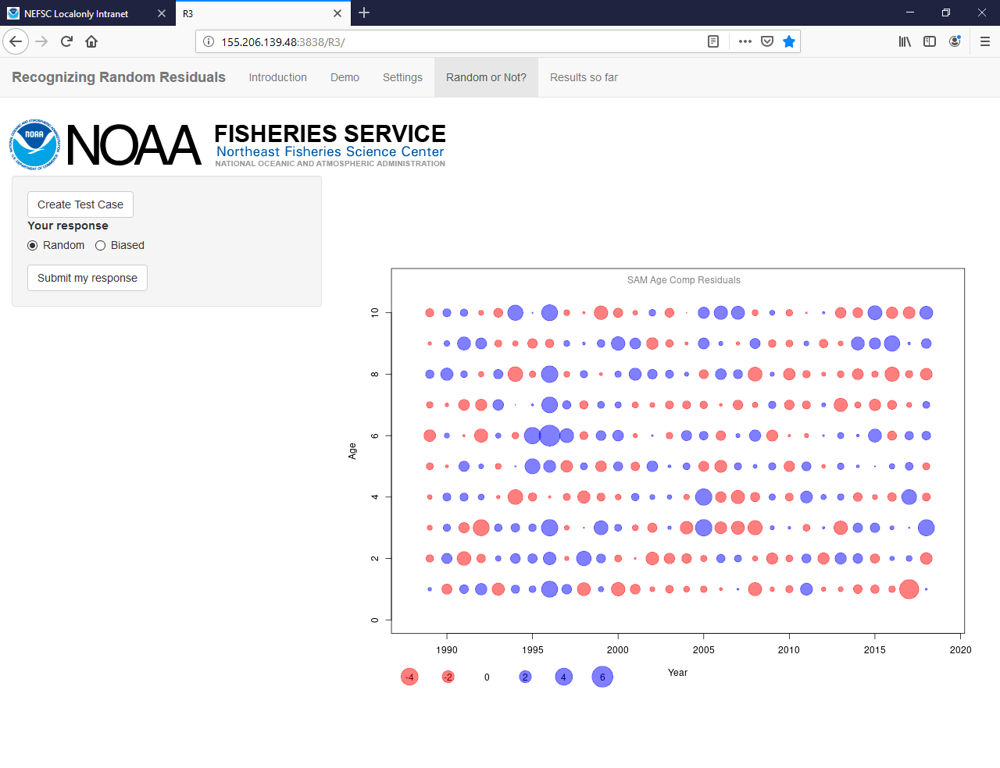 NEFSC Localonly Intranet
R3
155.206.139.48:3838/R3/
Recognizing Random Residuals
Introduction
Demo
Settings
Random or Not?
Results so far
NOAA
NOAA
FISHERIES SERVICE
Northeast Fisheries Science Center
NATIONAL OCEANIC AND ATMOSPHERIC ADMINISTRATION
Create Test Case
Your response
Random
Biased
Submit my response
SAM Age Comp Residuals
10
8
6
4
2
0
Age
1990
1995
2000
2005
2010
2015
2020
Year
-4
-2
0
2
4
6